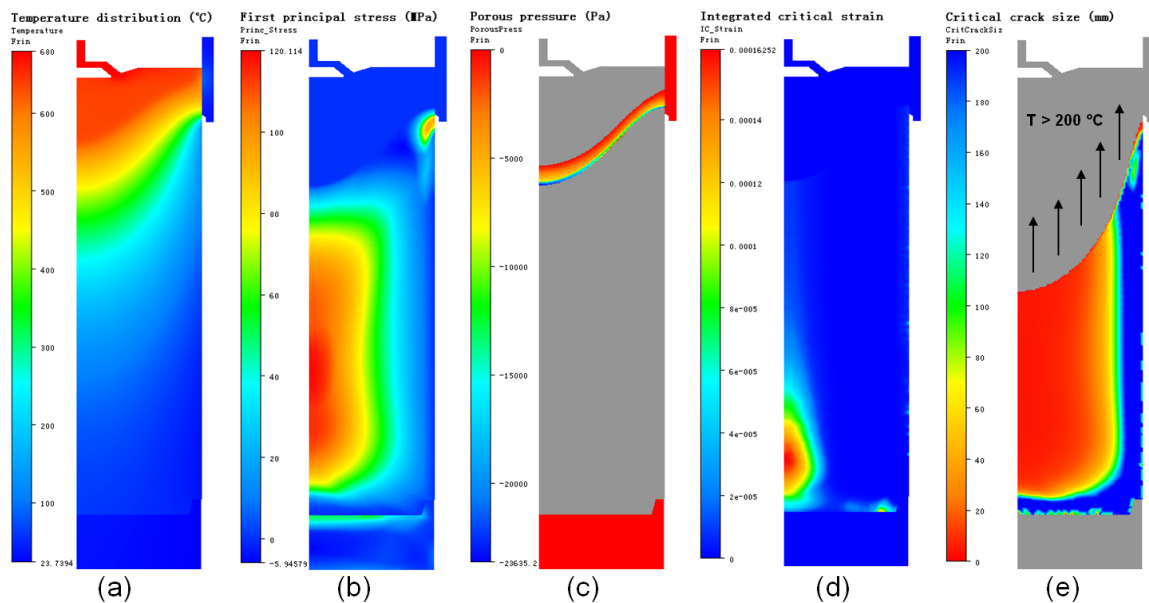 Temperature distribution (℃)
Temperature
Frin
680
600
500
400
300
200
100
23.7394
(a)
First principal stress (MPa)
Princ_Stress
Frin
120.114
100
80
60
40
20
0
-5.94579
(b)
Porous pressure (Pa)
PorousPress
Frin
0
-5000
-10000
-15000
-20000
-23635.2
(c)
Integrated critical strain
IC_Strain
Frin
0.00016252
0.00014
0.00012
0.0001
8e-005
6e-005
4e-005
2e-005
0
(d)
Critical crack size (mm)
CritCrackSiz
Frin
200
180
160
140
120
100
80
60
40
20
0
T > 200 °C
(e)